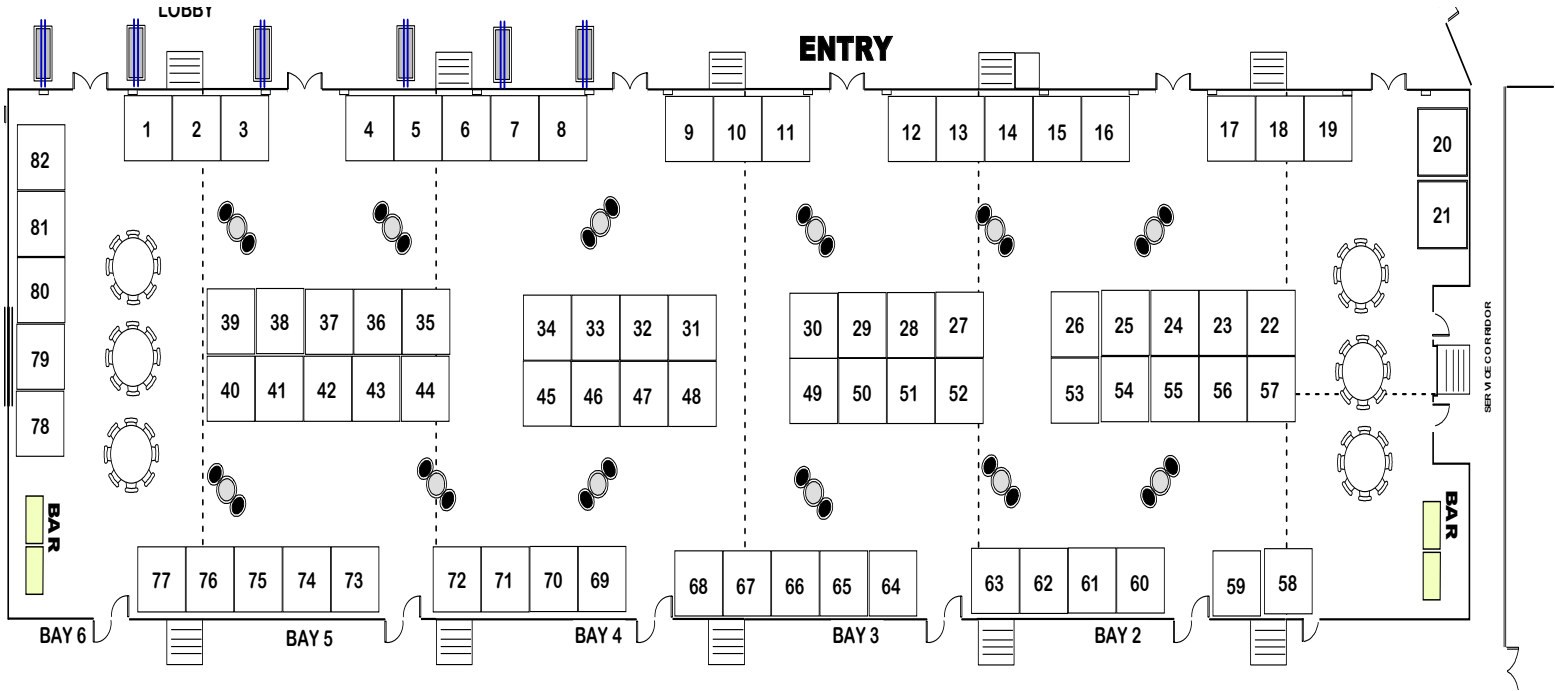 LOBBY
ENTRY
1 2 3 4 5 6 7 8 9 10 11 12 13 14 15 16 17 18 19 20
82
21
81
80
39 38 37 36 35 34 33 32 31 30 29 28 27 26 25 24 23 22
79
40 41 42 43 44 45 46 47 48 49 50 51 52 53 54 55 56 57
SERVICE CORRIDOR
78
BAR
BAR
77 76 75 74 73 72 71 70 69 68 67 66 65 64 63 62 61 60 59 58
BAY 6 BAY 5 BAY 4 BAY 3 BAY 2